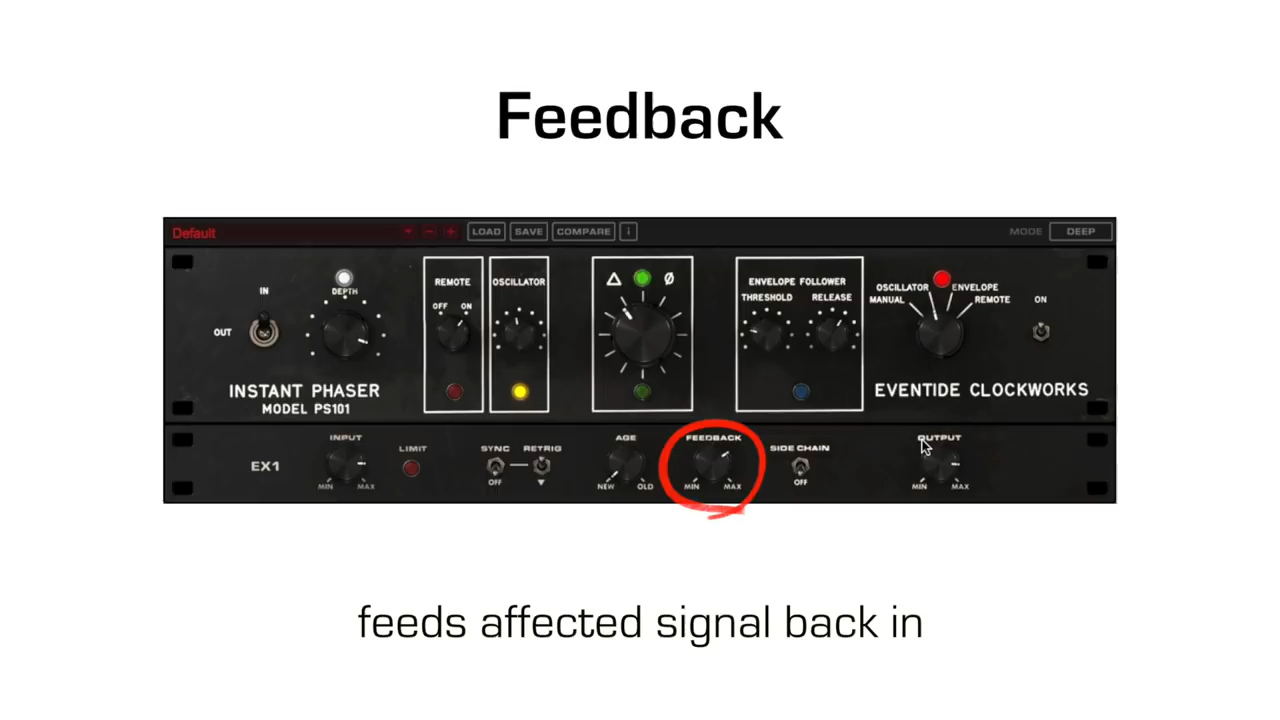 Feedback
Default
LOAD SAVE COMPARE i MODE DEEP
IN
OUT
DEPTH
REMOTE
OFF ON
OSCILLATOR
Δ Ø
ENVELOPE FOLLOWER
THRESHOLD RELEASE
OSCILLATOR ENVELOPE
MANUAL REMOTE
ON
INSTANT PHASER
MODEL PS101
EVENTIDE CLOCKWORKS
EX1
INPUT
MIN MAX
LIMIT
SYNC RETRIG
OFF
AGE
NEW OLD
FEEDBACK
MIN MAX
SIDE CHAIN
OFF
OUTPUT
MIN MAX
feeds affected signal back in